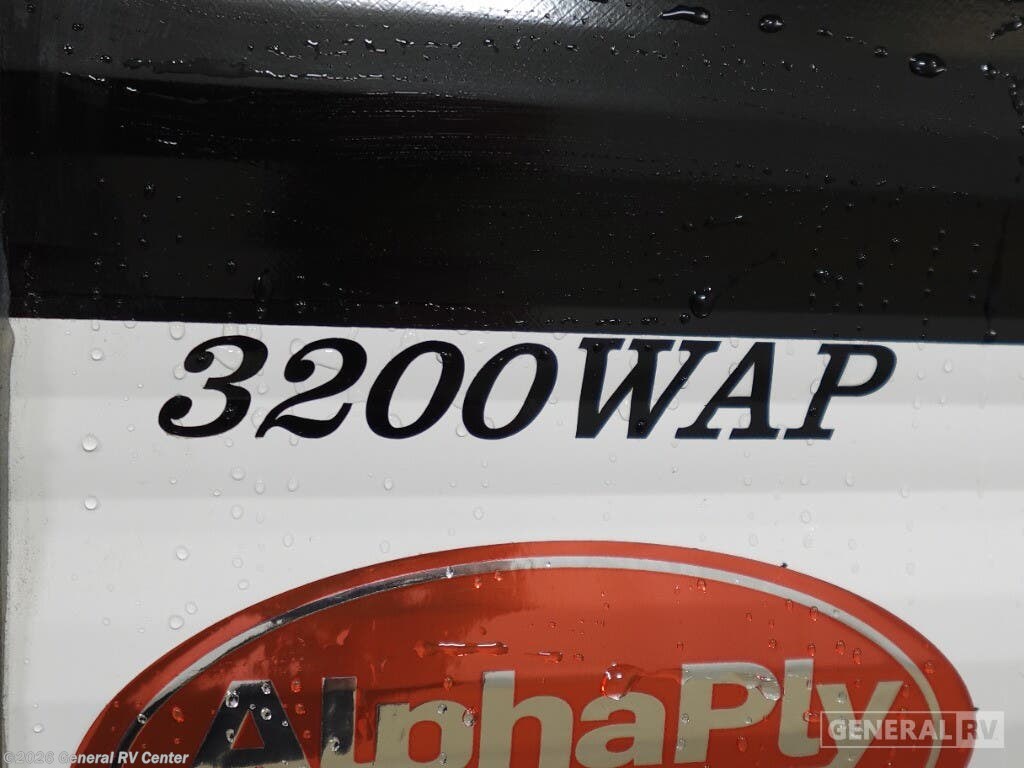 3200WAP
AlphaPly
GENERAL RV
©2026 General RV Center